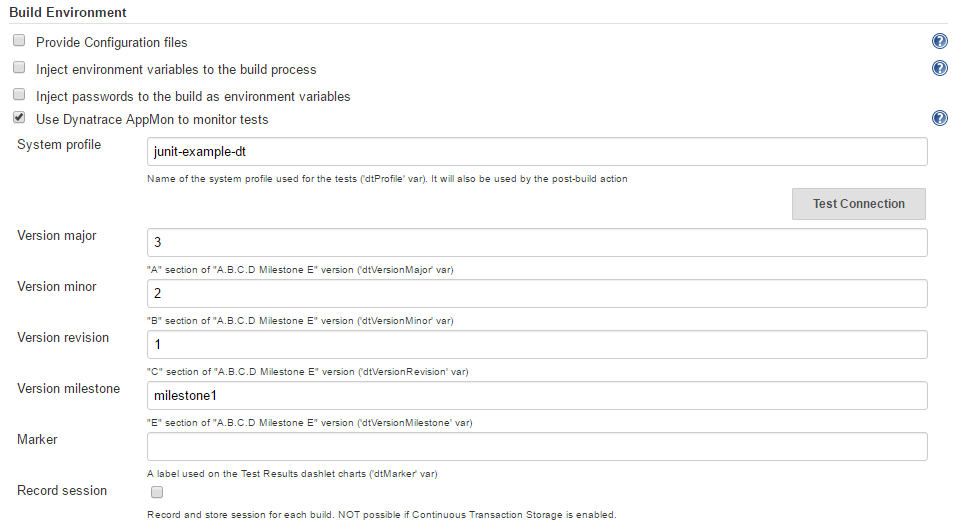 Build Environment
Provide Configuration files
Inject environment variables to the build process
Inject passwords to the build as environment variables
Use Dynatrace AppMon to monitor tests
System profile
junit-example-dt
Name of the system profile used for the tests ('dtProfile' var). It will also be used by the post-build action
Test Connection
Version major
3
"A" section of "A.B.C.D Milestone E" version ('dtVersionMajor' var)
Version minor
2
"B" section of "A.B.C.D Milestone E" version ('dtVersionMinor' var)
Version revision
1
"C" section of "A.B.C.D Milestone E" version ('dtVersionRevision' var)
Version milestone
milestone1
"E" section of "A.B.C.D Milestone E" version ('dtVersionMilestone' var)
Marker
A label used on the Test Results dashlet charts ('dtMarker' var)
Record session
Record and store session for each build. NOT possible if Continuous Transaction Storage is enabled.